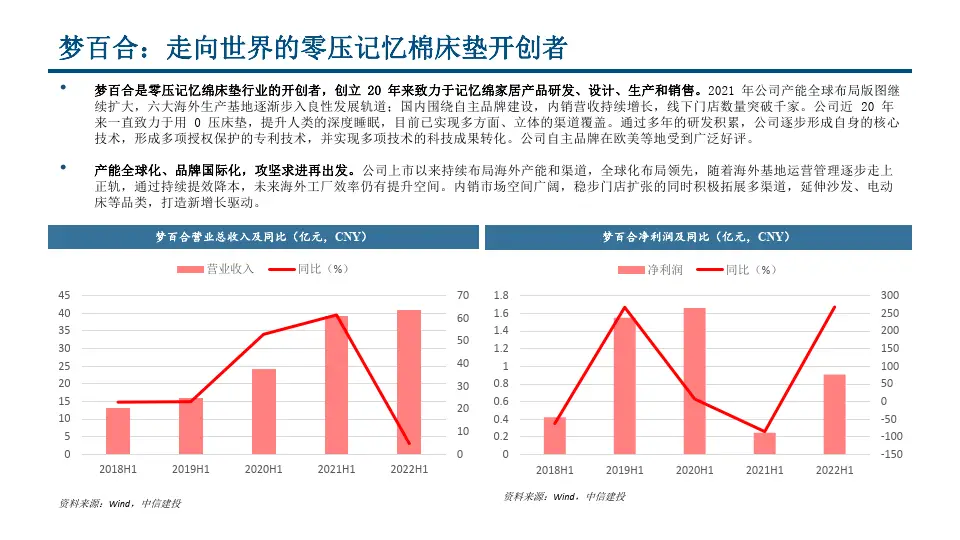 梦百合：走向世界的零压记忆棉床垫开创者
• 梦百合是零压记忆绵床垫行业的开创者，创立 20 年来致力于记忆绵家居产品研发、设计、生产和销售。2021 年公司产能全球布局版图继
续扩大，六大海外生产基地逐渐步入良性发展轨道；国内围绕自主品牌建设，内销营收持续增长，线下门店数量突破千家。公司近 20 年
来一直致力于用 0 压床垫，提升人类的深度睡眠，目前已实现多方面、立体的渠道覆盖。通过多年的研发积累，公司逐步形成自身的核心
技术，形成多项授权保护的专利技术，并实现多项技术的科技成果转化。公司自主品牌在欧美等地受到广泛好评。
• 产能全球化、品牌国际化，攻坚求进再出发。公司上市以来持续布局海外产能和渠道，全球化布局领先，随着海外基地运营管理逐步走上
正轨，通过持续提效降本，未来海外工厂效率仍有提升空间。内销市场空间广阔，稳步门店扩张的同时积极拓展多渠道，延伸沙发、电动
床等品类，打造新增长驱动。
梦百合营业总收入及同比（亿元，CNY）
营业收入 同比（%）
45 70
40 60
35 50
30 40
25 30
20 20
15 10
10 0
5
0
2018H1 2019H1 2020H1 2021H1 2022H1
资料来源：Wind，中信建投
梦百合净利润及同比（亿元，CNY）
净利润 同比（%）
1.8 300
1.6 250
1.4 200
1.2 150
1 100
0.8 50
0.6 0
0.4 -50
0.2 -100
0 -150
2018H1 2019H1 2020H1 2021H1 2022H1
资料来源：Wind，中信建投